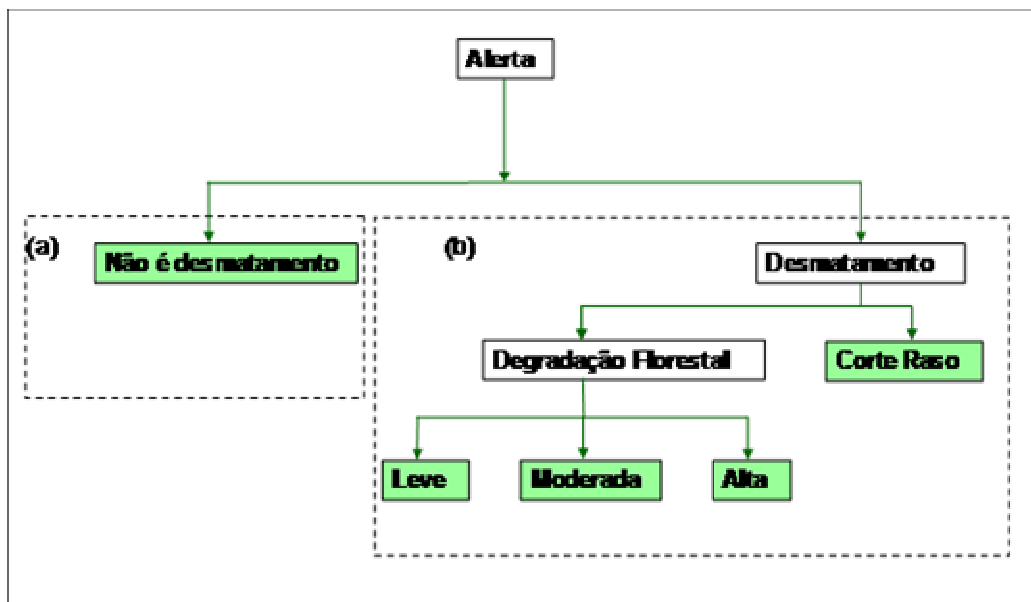 Alerta
(a)
Não é desmatamento
(b)
Desmatamento
Degradação Florestal
Corte Raso
Leve
Moderada
Alta